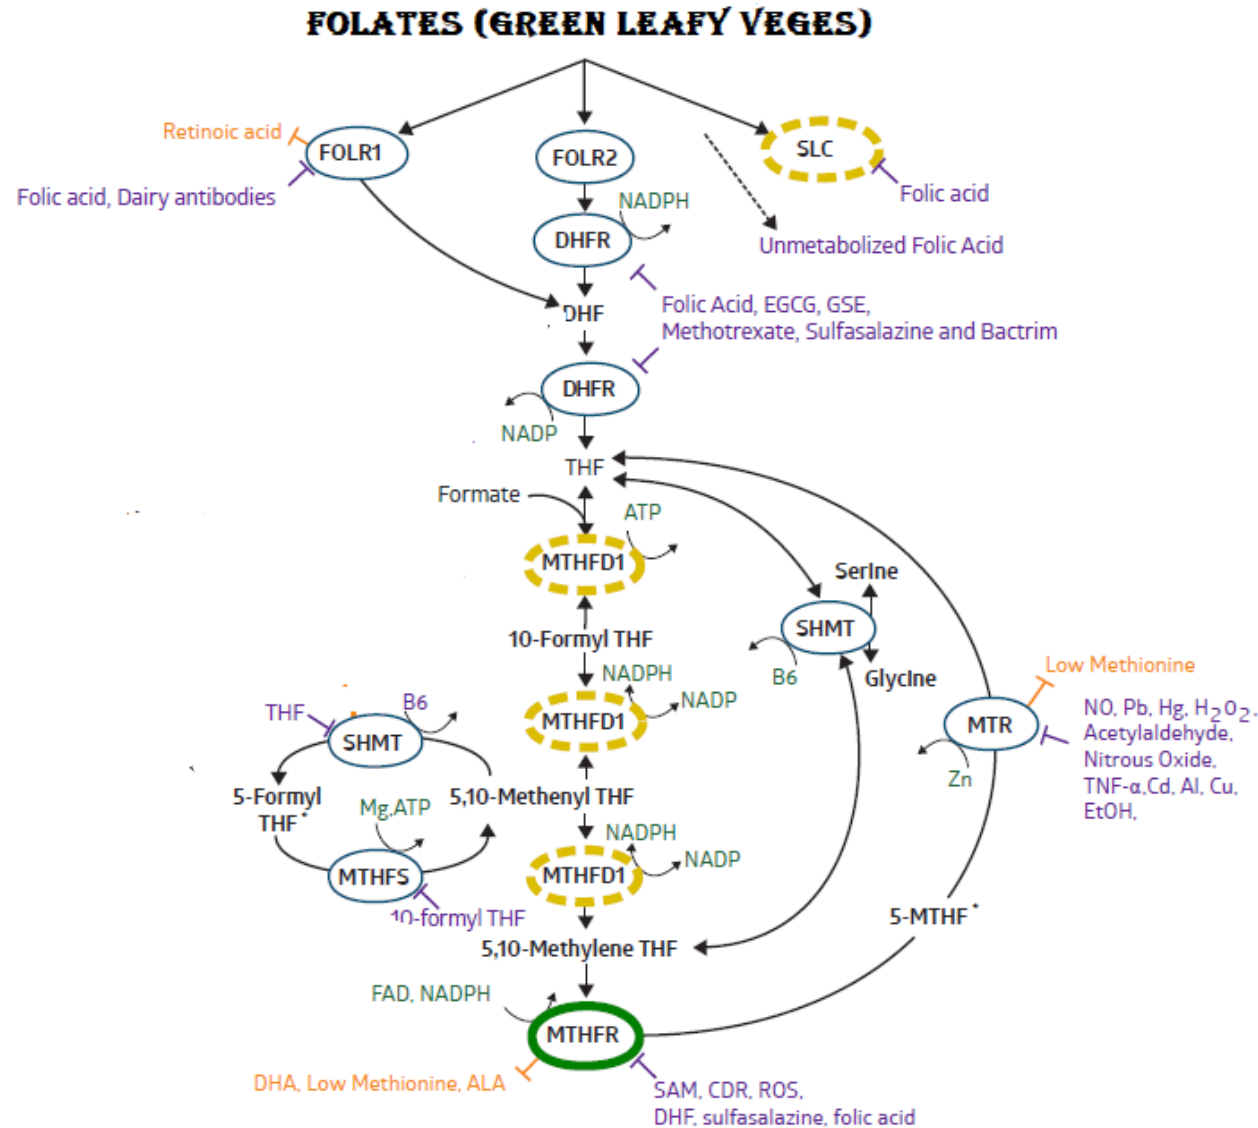 FOLATES (GREEN LEAFY VEGES)
Retinoic acid
FOLR1
FOLR2
SLC
Folic acid, Dairy antibodies
Folic acid
NADPH
DHFR
Unmetabolized Folic Acid
Folic Acid, EGCG, GSE,
Methotrexate, Sulfasalazine and Bactrim
DHF
DHFR
NADP
THF
Formate
ATP
MTHFD1
Serine
SHMT
10-Formyl THF
B6
Glycine
Low Methionine
NADPH
NADP
MTHFD1
THF
B6
SHMT
MTR
NO, Pb, Hg, H2O2,
Acetylaldehyde,
Nitrous Oxide,
TNF-α,Cd, Al, Cu,
EtOH,
Zn
5-Formyl
THF*
Mg,ATP
5,10-Methenyl THF
NADPH
NADP
MTHFS
MTHFD1
10-formyl THF
5-MTHF*
5,10-Methylene THF
FAD, NADPH
MTHFR
DHA, Low Methionine, ALA
SAM, CDR, ROS,
DHF, sulfasalazine, folic acid